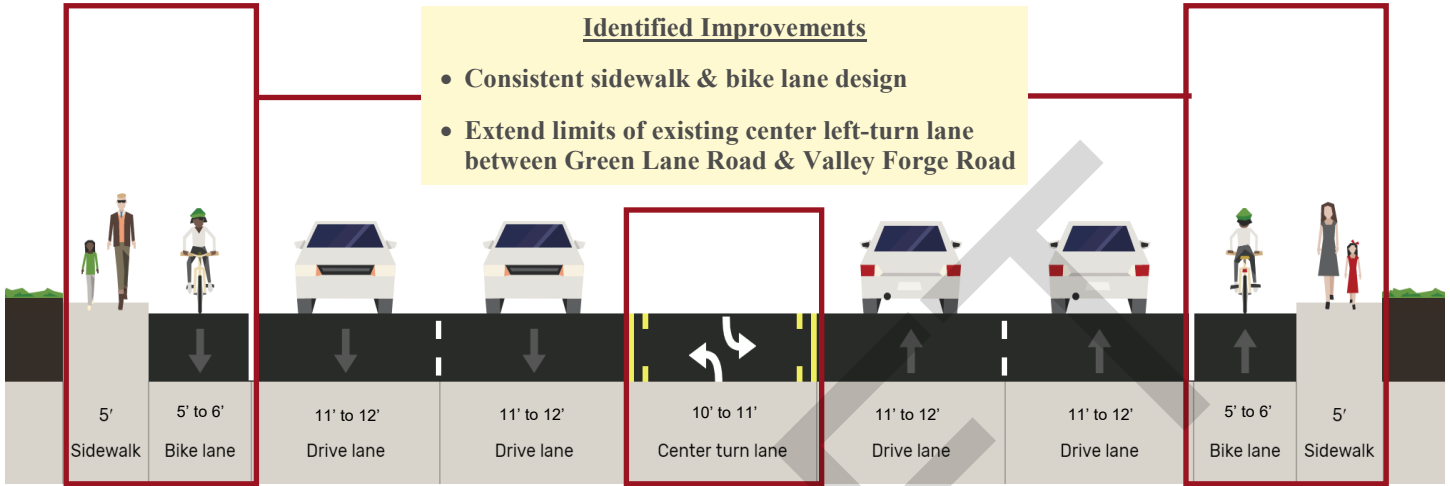 Identified Improvements
• Consistent sidewalk & bike lane design
• Extend limits of existing center left-turn lane
between Green Lane Road & Valley Forge Road
5′ 5’ to 6’ 11’ to 12’ 11’ to 12’ 10’ to 11’ 11’ to 12’ 11’ to 12’ 5’ to 6’ 5′
Sidewalk Bike lane Drive lane Drive lane Center turn lane Drive lane Drive lane Bike lane Sidewalk